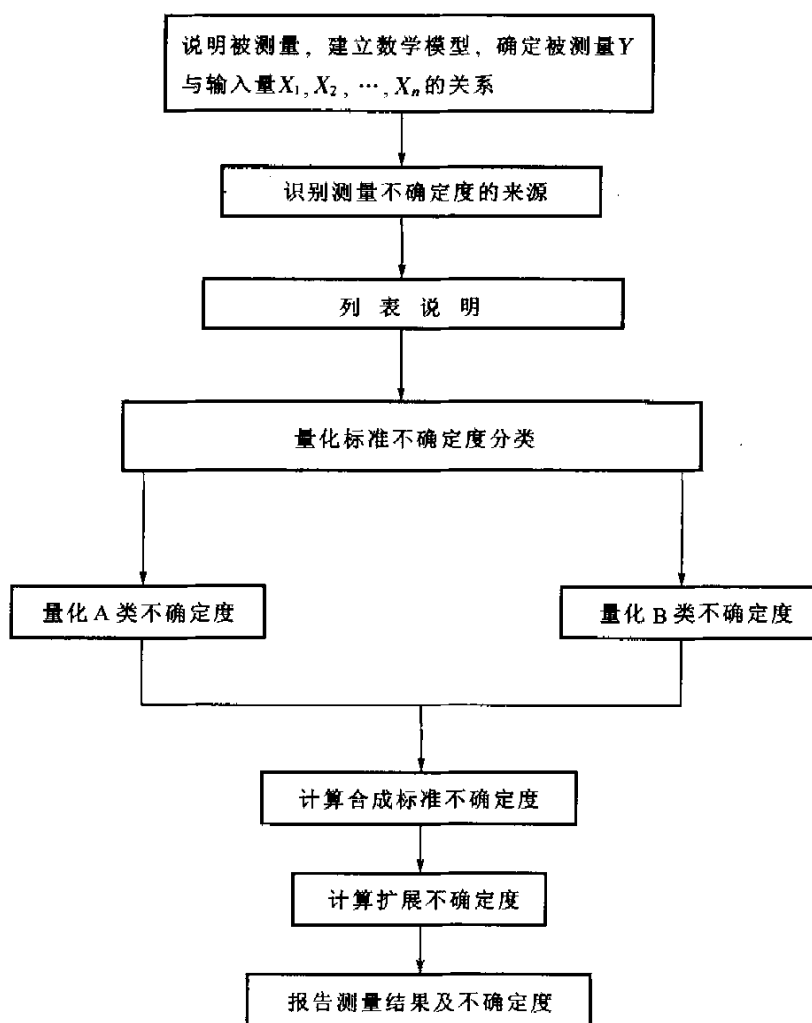 说明被测量，建立数学模型，确定被测量Y
与输入量X₁,X₂,…,Xₙ的关系
识别测量不确定度的来源
列表说明
量化标准不确定度分类
量化A类不确定度
量化B类不确定度
计算合成标准不确定度
计算扩展不确定度
报告测量结果及不确定度